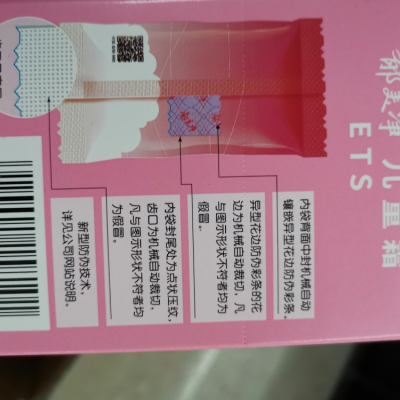 郁美净 儿童霜
ETS
内袋背面中封机械自动
镶嵌异型花边防伪彩条。
异型花边防伪彩条的花
边为机械自动裁切，凡
与图示形状不符者均为
假冒。
内袋封尾处为点状压纹，
齿口为机械自动裁切，
凡与图示形状不符者均
为假冒。
新型防伪技术，
详见公司网站说明。